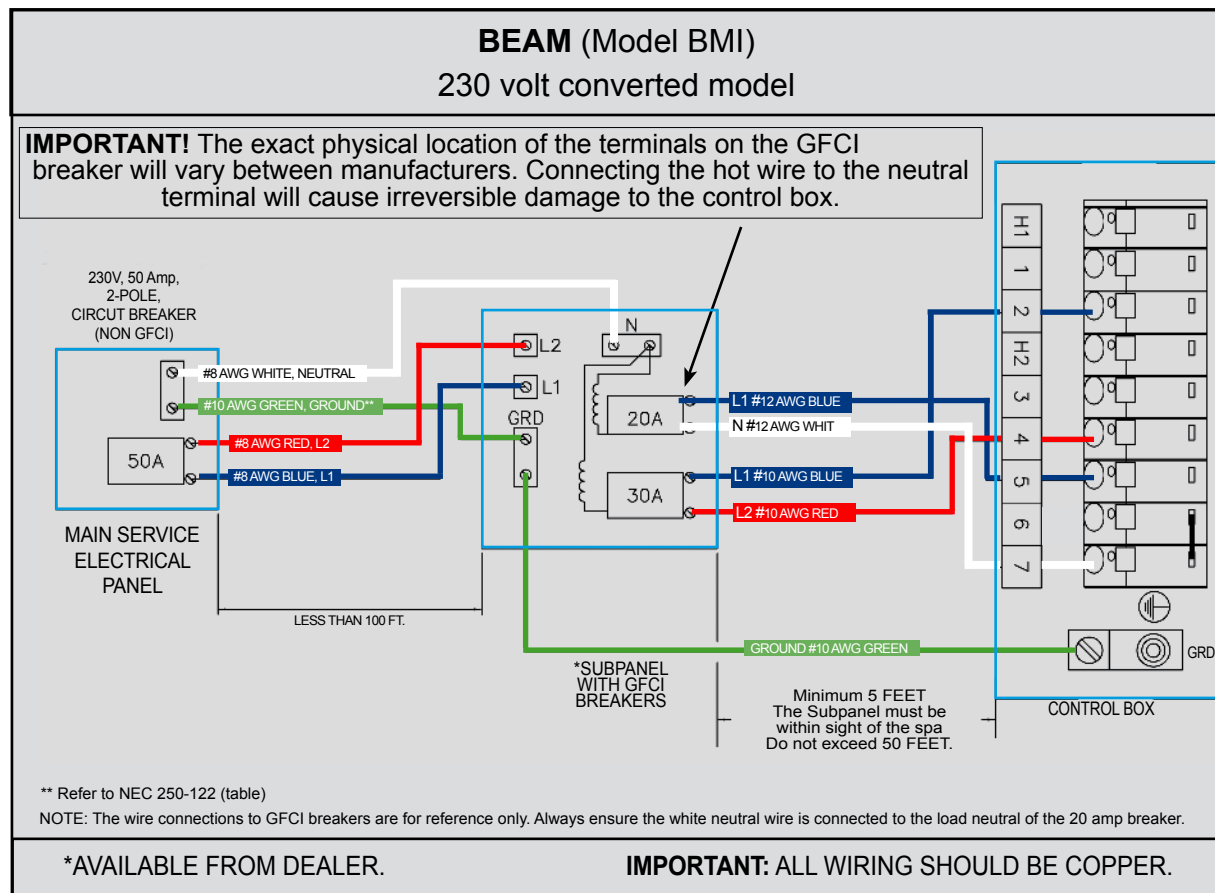 BEAM (Model BMI)
230 volt converted model
IMPORTANT! The exact physical location of the terminals on the GFCI
breaker will vary between manufacturers. Connecting the hot wire to the neutral
terminal will cause irreversible damage to the control box.
230V, 50 Amp,
2-POLE,
CIRCUT BREAKER
(NON GFCI)
#8 AWG WHITE, NEUTRAL
#10 AWG GREEN, GROUND**
#8 AWG RED, L2
#8 AWG BLUE, L1
50A
MAIN SERVICE
ELECTRICAL
PANEL
LESS THAN 100 FT.
N
L2
L1
GRD
20A
30A
*SUBPANEL
WITH GFCI
BREAKERS
L1 #12 AWG BLUE
N #12 AWG WHIT
L1 #10 AWG BLUE
L2 #10 AWG RED
GROUND #10 AWG GREEN
Minimum 5 FEET
The Subpanel must be
within sight of the spa
Do not exceed 50 FEET.
H1
1
2
H2
3
4
5
6
7
GRD
CONTROL BOX
** Refer to NEC 250-122 (table)
NOTE: The wire connections to GFCI breakers are for reference only. Always ensure the white neutral wire is connected to the load neutral of the 20 amp breaker.
*AVAILABLE FROM DEALER.
IMPORTANT: ALL WIRING SHOULD BE COPPER.